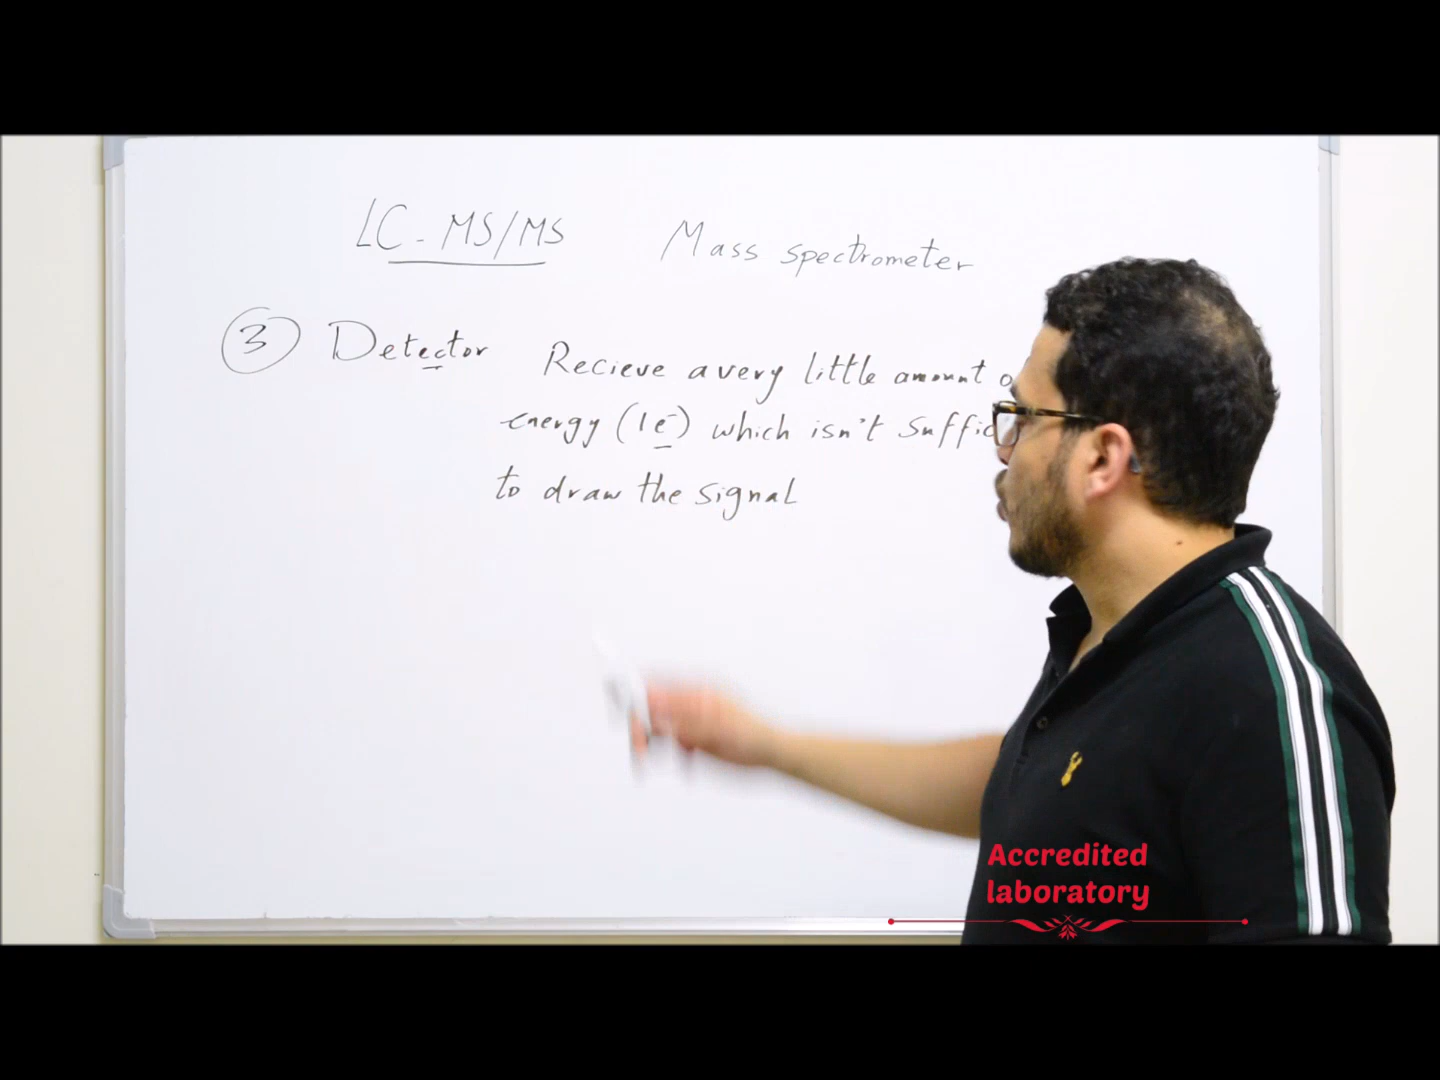 LC-MS/MS Mass spectrometer
3 Detector Recieve a very little amount
energy (1e⁻) which isn't
to draw the signal
Accredited
laboratory